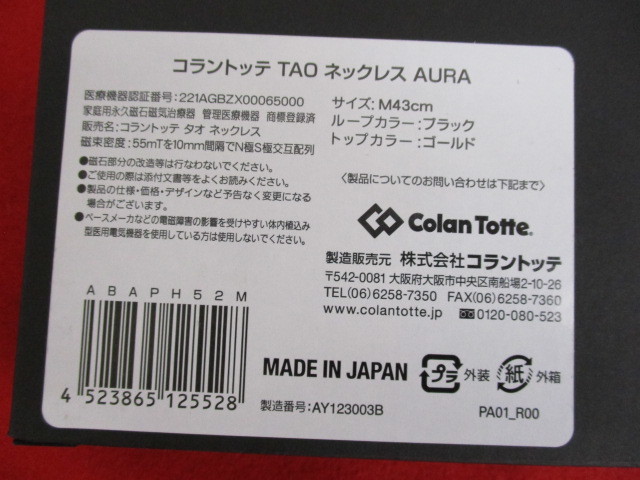 コラントッテ TAO ネックレス AURA
医療機器認証番号:221AGBZX00065000
家庭用永久磁石磁気治療器 管理医療機器 商標登録済
販売名:コラントッテ タオ ネックレス
磁束密度:55mTを10mm間隔でN極S極交互配列
サイズ:M43cm
ループカラー:ブラック
トップカラー:ゴールド
●磁石部分の改造等は行なわないでください。
●ご使用の際は添付文書等をよくお読みください。
●製品の仕様・価格・デザインなど予告なく変更になる
場合がございます。
●ペースメーカなどの電磁障害の影響を受けやすい体内植込み
型医用電気機器を使用している方は使用しないでください。
〈製品についてのお問い合わせは下記まで〉
Colan Totte®
製造販売元 株式会社コラントッテ
〒542-0081 大阪府大阪市中央区南船場2-10-26
TEL(06)6258-7350 FAX(06)6258-7360
www.colantotte.jp 0120-080-523
ABAPH52M
4 523865 125528
MADE IN JAPAN
製造番号:AY123003B
プラ 外装
紙 外箱
PA01_R00